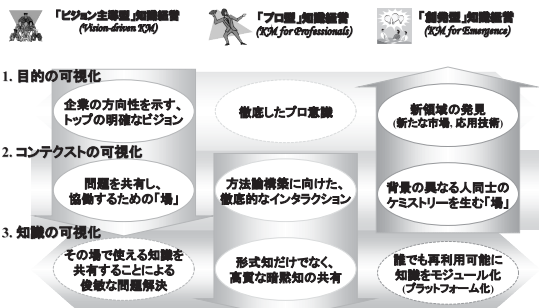 「ビジョン主導型」知識経営
(Vision-driven KM)
「プロ型」知識経営
(KM for Professionals)
「創発型」知識経営
(KM for Emergence)
1. 目的の可視化
企業の方向性を示す、
トップの明確なビジョン
徹底したプロ意識
新領域の発見
(新たな市場、応用技術)
2. コンテクストの可視化
問題を共有し、
協働するための「場」
方法論構築に向けた、
徹底的なインタラクション
背景の異なる人同士の
ケミストリーを生む「場」
3. 知識の可視化
その場で使える知識を
共有することによる
俊敏な問題解決
形式知だけでなく、
高質な暗黙知の共有
誰でも再利用可能に
知識をモジュール化
(プラットフォーム化)